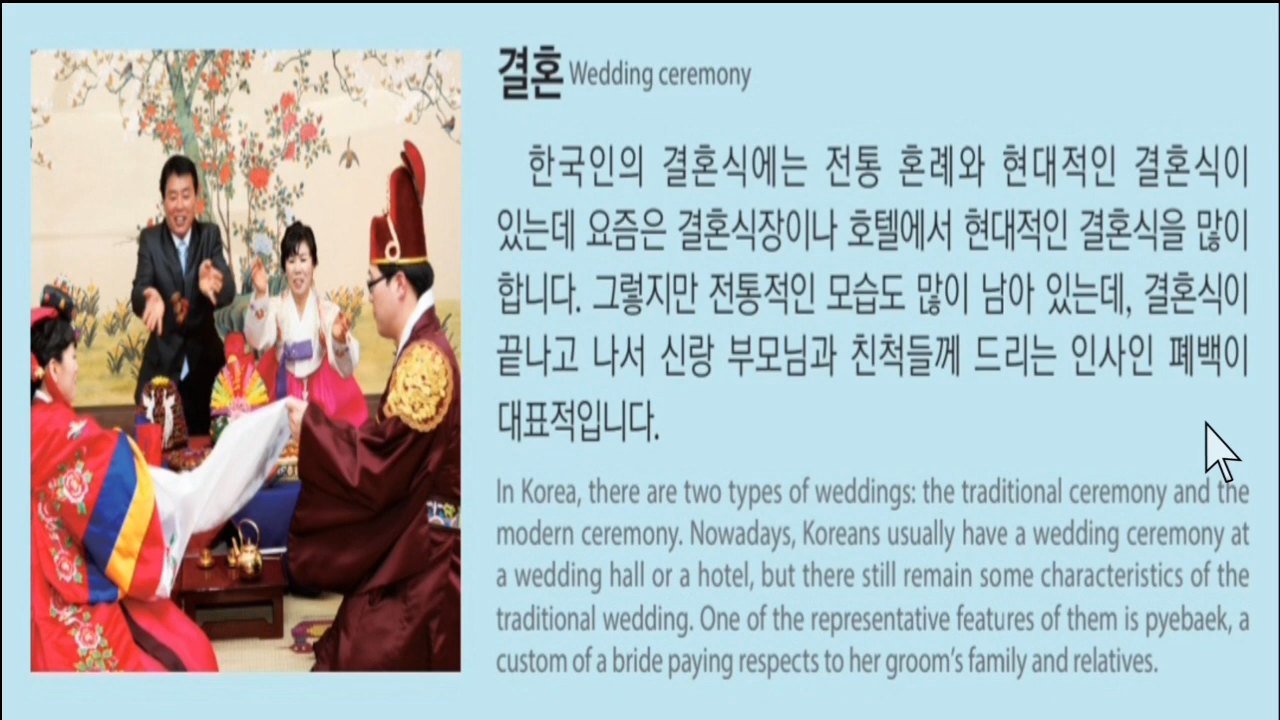 결혼 Wedding ceremony
한국인의 결혼식에는 전통 혼례와 현대적인 결혼식이
있는데 요즘은 결혼식장이나 호텔에서 현대적인 결혼식을 많이
합니다. 그렇지만 전통적인 모습도 많이 남아 있는데, 결혼식이
끝나고 나서 신랑 부모님과 친척들께 드리는 인사인 폐백이
대표적입니다.
In Korea, there are two types of weddings: the traditional ceremony and the
modern ceremony. Nowadays, Koreans usually have a wedding ceremony at
a wedding hall or a hotel, but there still remain some characteristics of the
traditional wedding. One of the representative features of them is pyebaek, a
custom of a bride paying respects to her groom's family and relatives.